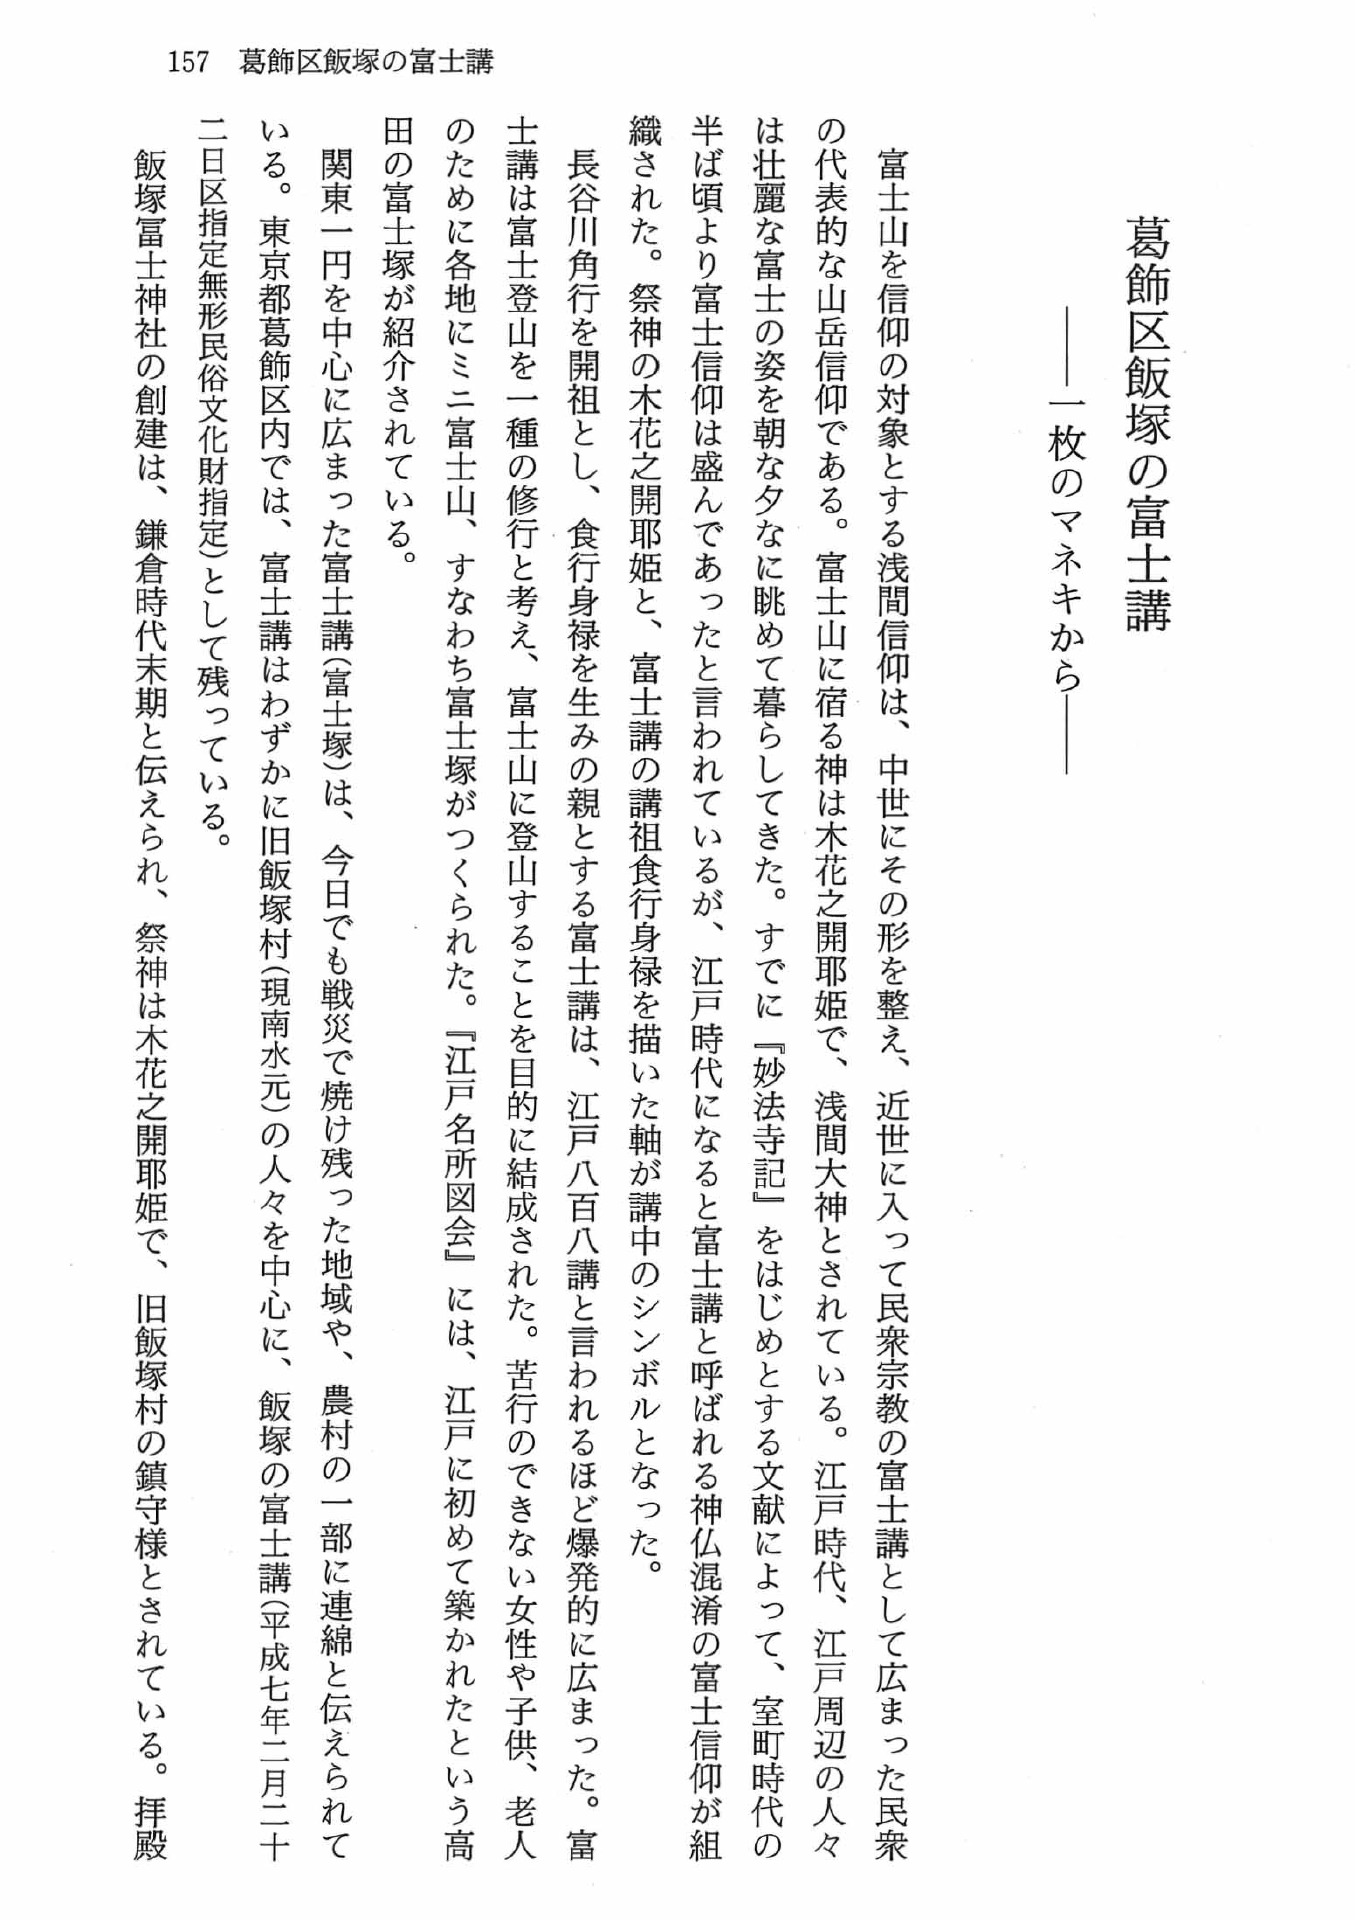 157 葛飾区飯塚の富士講
葛飾区飯塚の富士講
――一枚のマネキから――
富士山を信仰の対象とする浅間信仰は、中世にその形を整え、近世に入って民衆宗教の富士講として広まった民衆
の代表的な山岳信仰である。富士山に宿る神は木花之開耶姫で、浅間大神とされている。江戸時代、江戸周辺の人々
は壮麗な富士の姿を朝な夕なに眺めて暮らしてきた。すでに『妙法寺記』をはじめとする文献によって、室町時代の
半ば頃より富士信仰は盛んであったと言われているが、江戸時代になると富士講と呼ばれる神仏混淆の富士信仰が組
織された。祭神の木花之開耶姫と、富士講の講祖食行身禄を描いた軸が講中のシンボルとなった。
長谷川角行を開祖とし、食行身禄を生みの親とする富士講は、江戸八百八講と言われるほど爆発的に広まった。富
士講は富士登山を一種の修行と考え、富士山に登山することを目的に結成された。苦行のできない女性や子供、老人
のために各地にミニ富士山、すなわち富士塚がつくられた。『江戸名所図会』には、江戸に初めて築かれたという高
田の富士塚が紹介されている。
関東一円を中心に広まった富士講(富士塚)は、今日でも戦災で焼け残った地域や、農村の一部に連綿と伝えられて
いる。東京都葛飾区内では、富士講はわずかに旧飯塚村(現南水元)の人々を中心に、飯塚の富士講(平成七年二月二十
二日区指定無形民俗文化財指定)として残っている。
飯塚冨士神社の創建は、鎌倉時代末期と伝えられ、祭神は木花之開耶姫で、旧飯塚村の鎮守様とされている。拝殿